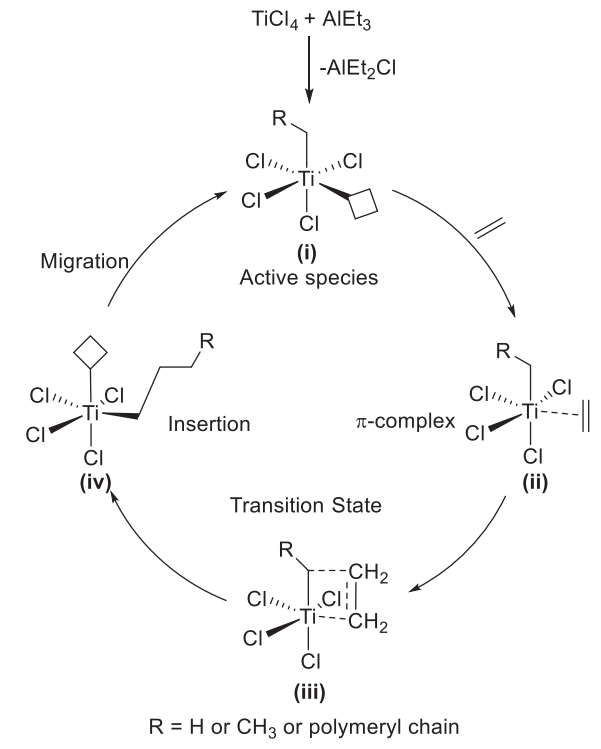 TiCl4 + AlEt3
-AlEt2Cl
R
Cl Cl
Ti
Cl
Cl
(i)
Active species
Migration
R
Cl Cl
Ti
Cl
Cl
(iv)
Insertion
R
Cl Cl
Ti
Cl
Cl
(ii)
π-complex
Transition State
R
CH2
Cl Cl
Ti CH2
Cl
Cl
(iii)
R = H or CH3 or polymeryl chain